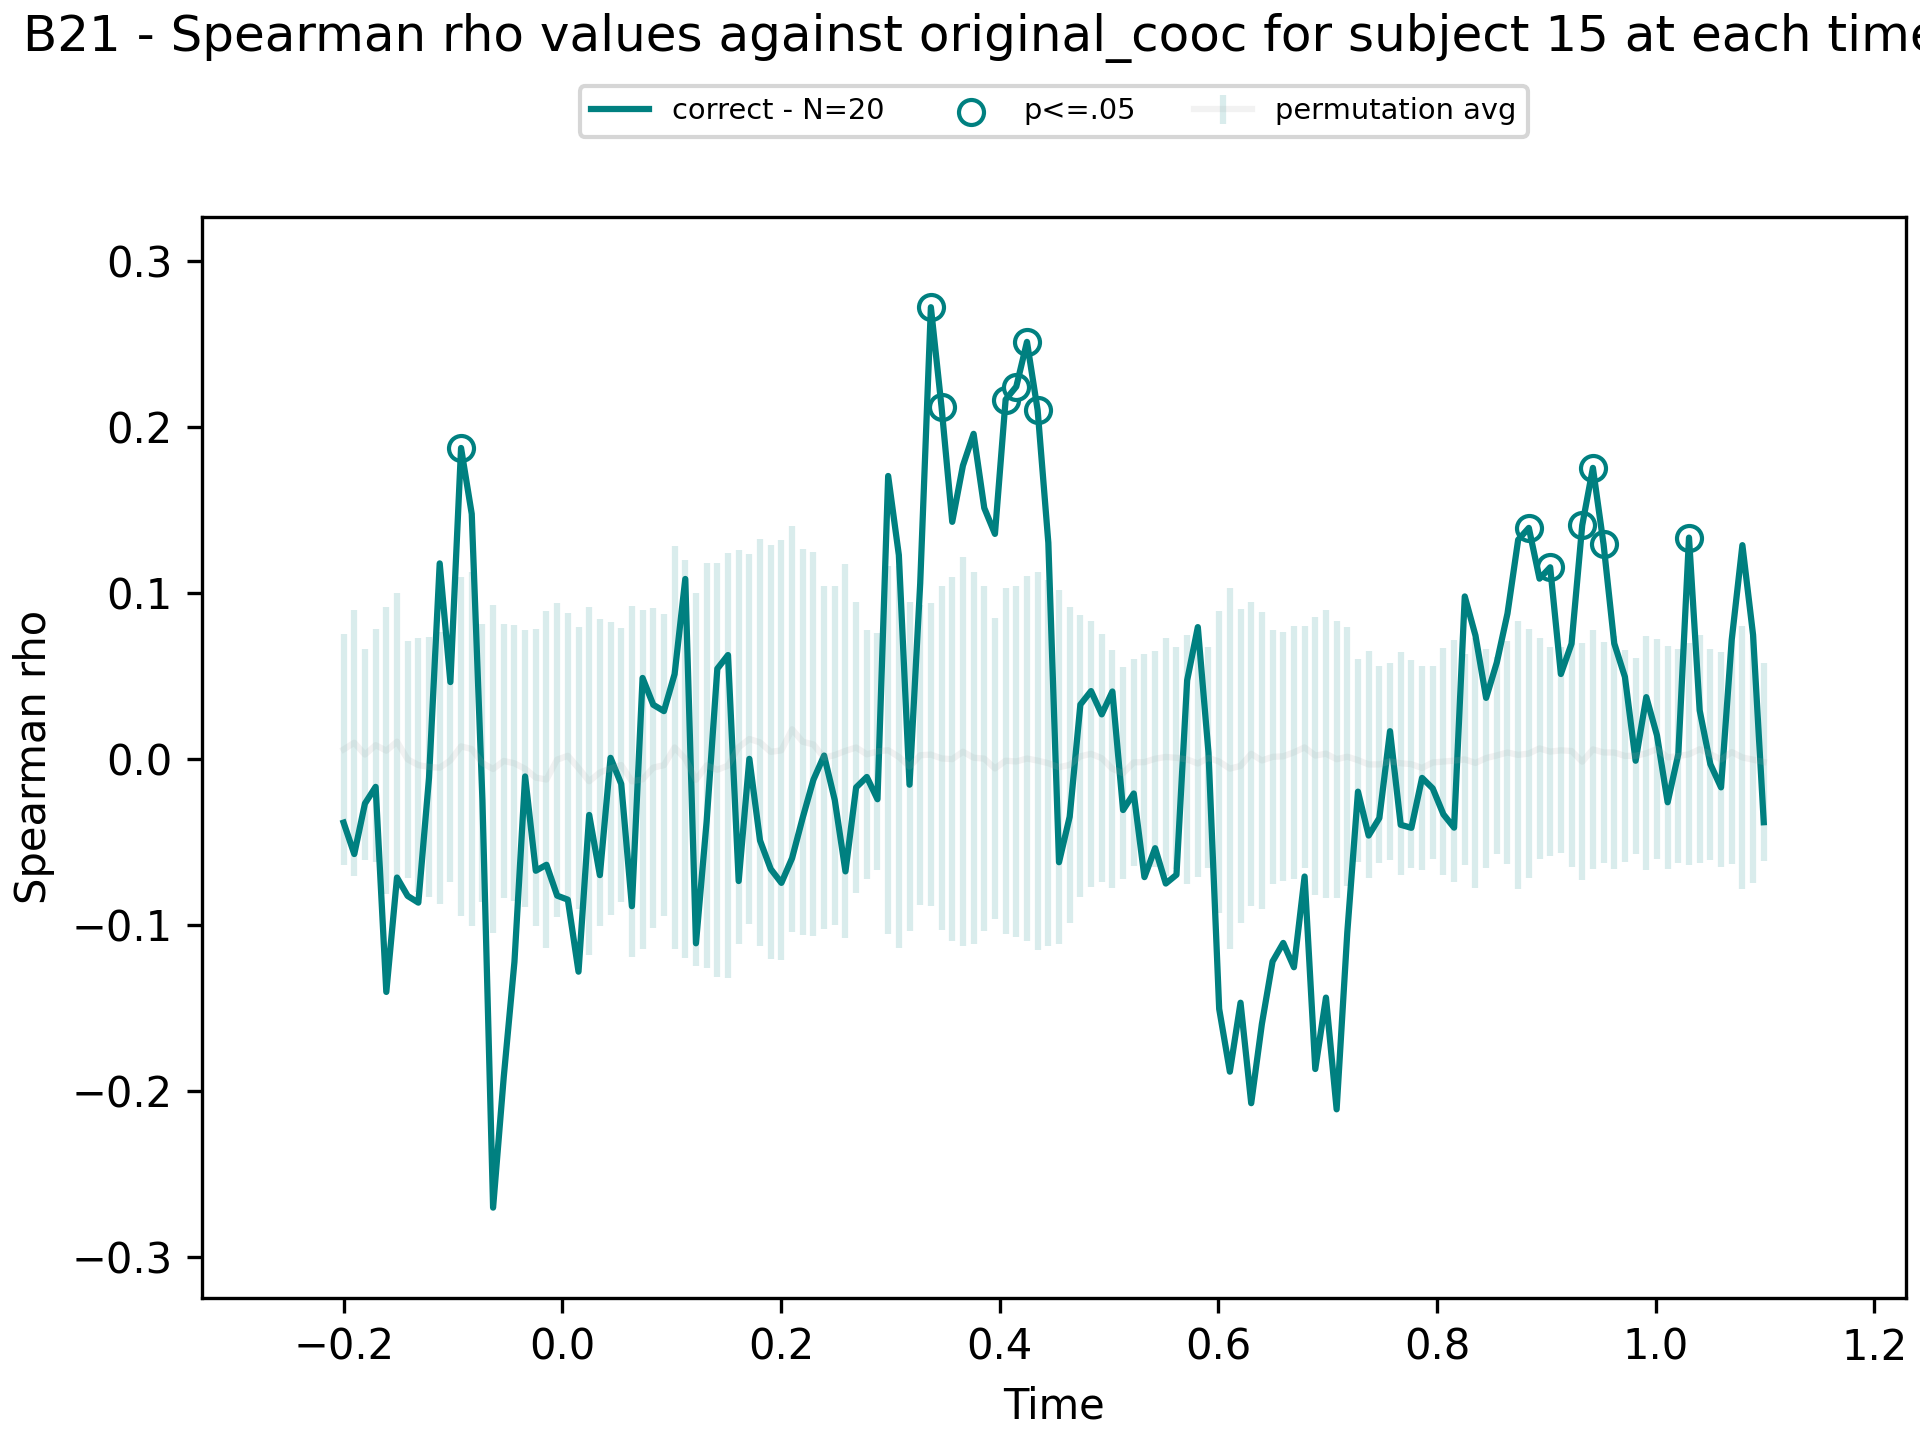 B21 - Spearman rho values against original_cooc for subject 15 at each time
correct - N=20 p<=.05 permutation avg
0.3
0.2
0.1
0.0
−0.1
−0.2
−0.3
Spearman rho
−0.2 0.0 0.2 0.4 0.6 0.8 1.0 1.2
Time